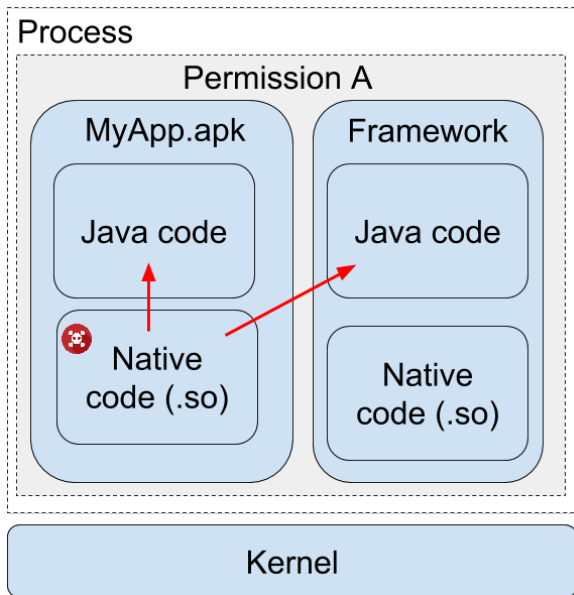 Process
Permission A
MyApp.apk
Framework
Java code
Java code
Native
code (.so)
Native
code (.so)
Kernel